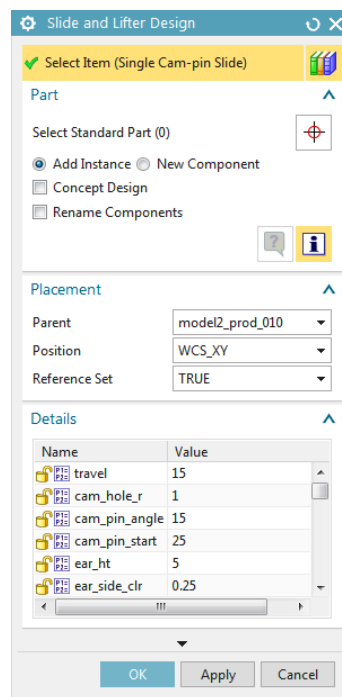 Slide and Lifter Design
Select Item (Single Cam-pin Slide)
Part
Select Standard Part (0)
Add Instance New Component
Concept Design
Rename Components
Placement
Parent model2_prod_010
Position WCS_XY
Reference Set TRUE
Details
Name Value
travel 15
cam_hole_r 1
cam_pin_angle 15
cam_pin_start 25
ear_ht 5
ear_side_clr 0.25
OK Apply Cancel